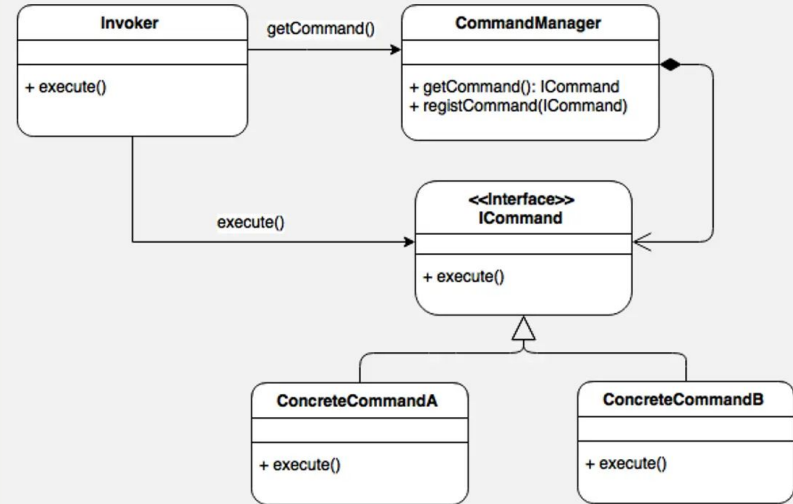 Invoker
+ execute()
getCommand()
CommandManager
+ getCommand(): ICommand
+ registCommand(ICommand)
execute()
<<Interface>>
ICommand
+ execute()
ConcreteCommandA
+ execute()
ConcreteCommandB
+ execute()